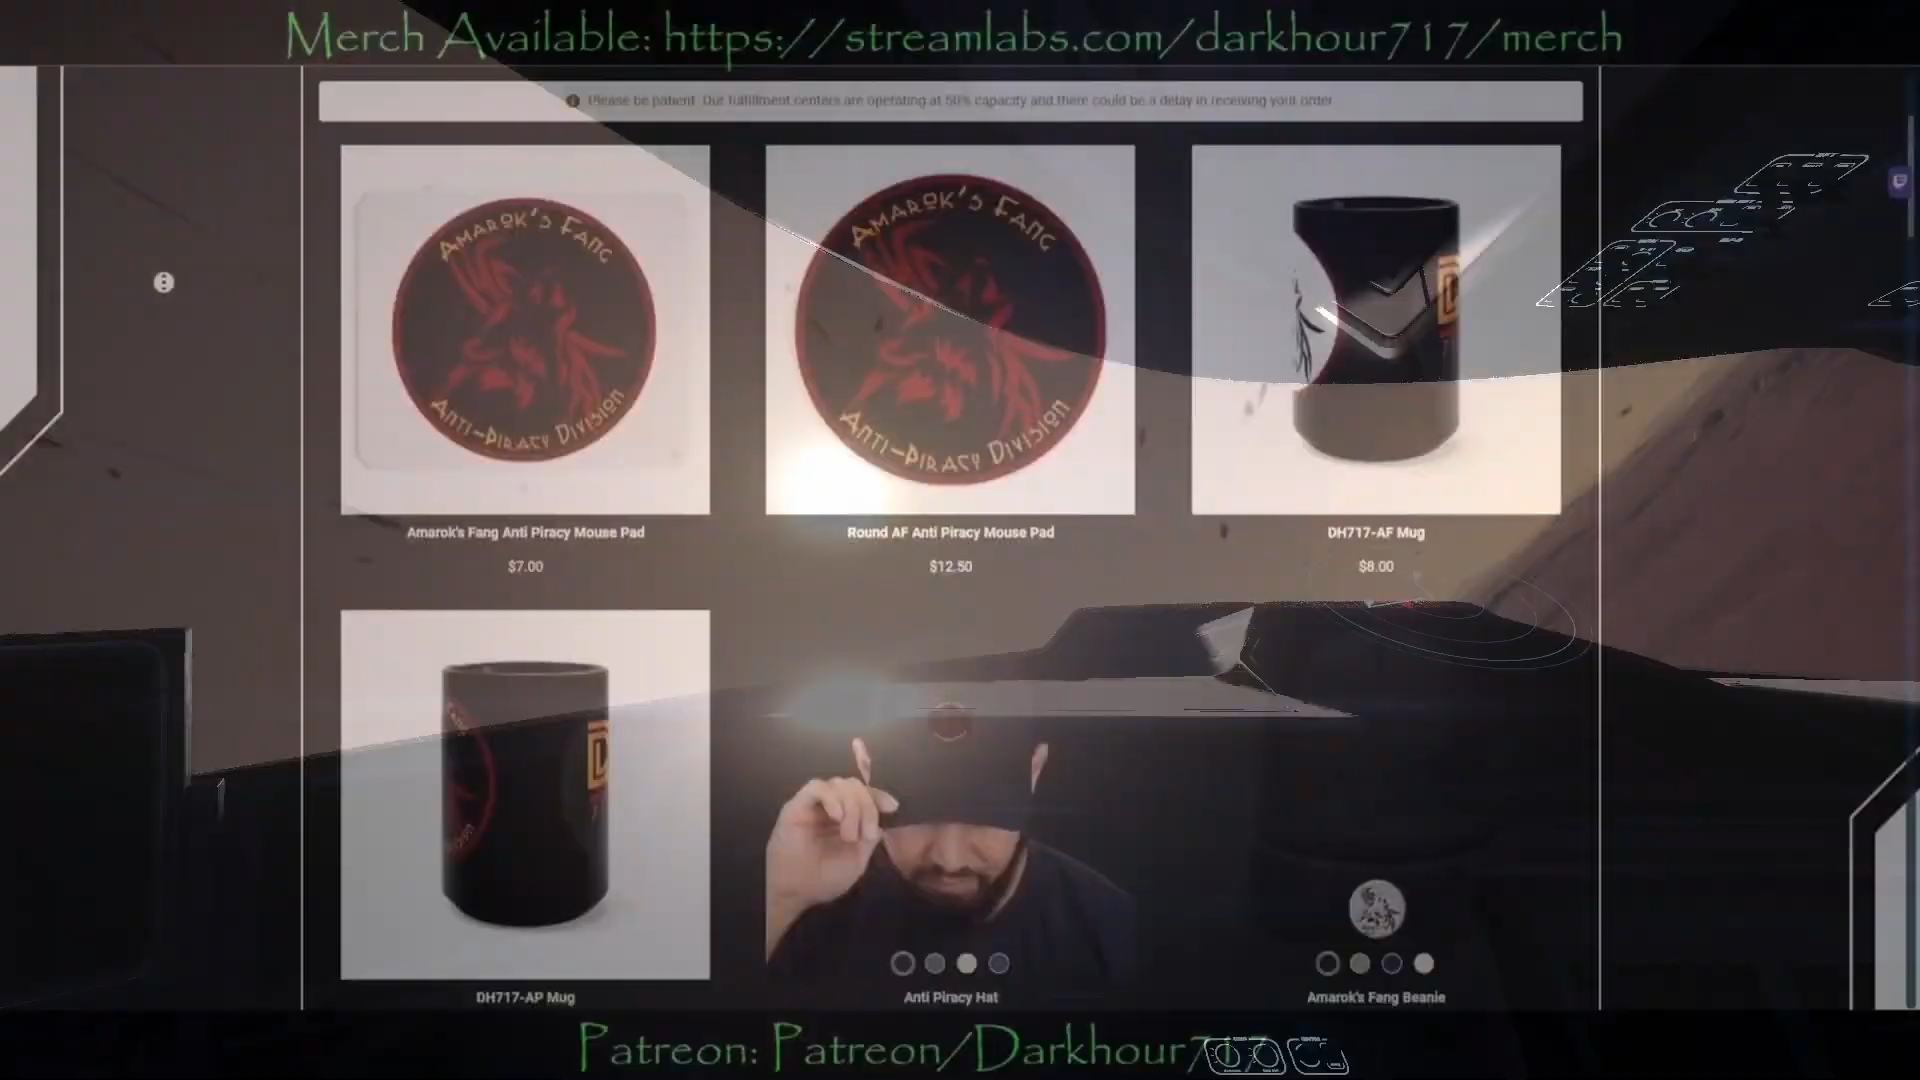 Merch Available: https://streamlabs.com/darkhour717/merch
Please be patient. Our fulfillment centers are operating at 50% capacity and there could be a delay in receiving your order
AMAROK'S FANG
ANTI-PIRACY DIVISION
AMAROK'S FANG
ANTI-PIRACY DIVISION
D
Amarok's Fang Anti Piracy Mouse Pad
Round AF Anti Piracy Mouse Pad
DH717-AF Mug
$7.00
$12.50
$8.00
D
DH717-AP Mug
Anti Piracy Hat
Amarok's Fang Beanie
Patreon: Patreon/Darkhour717